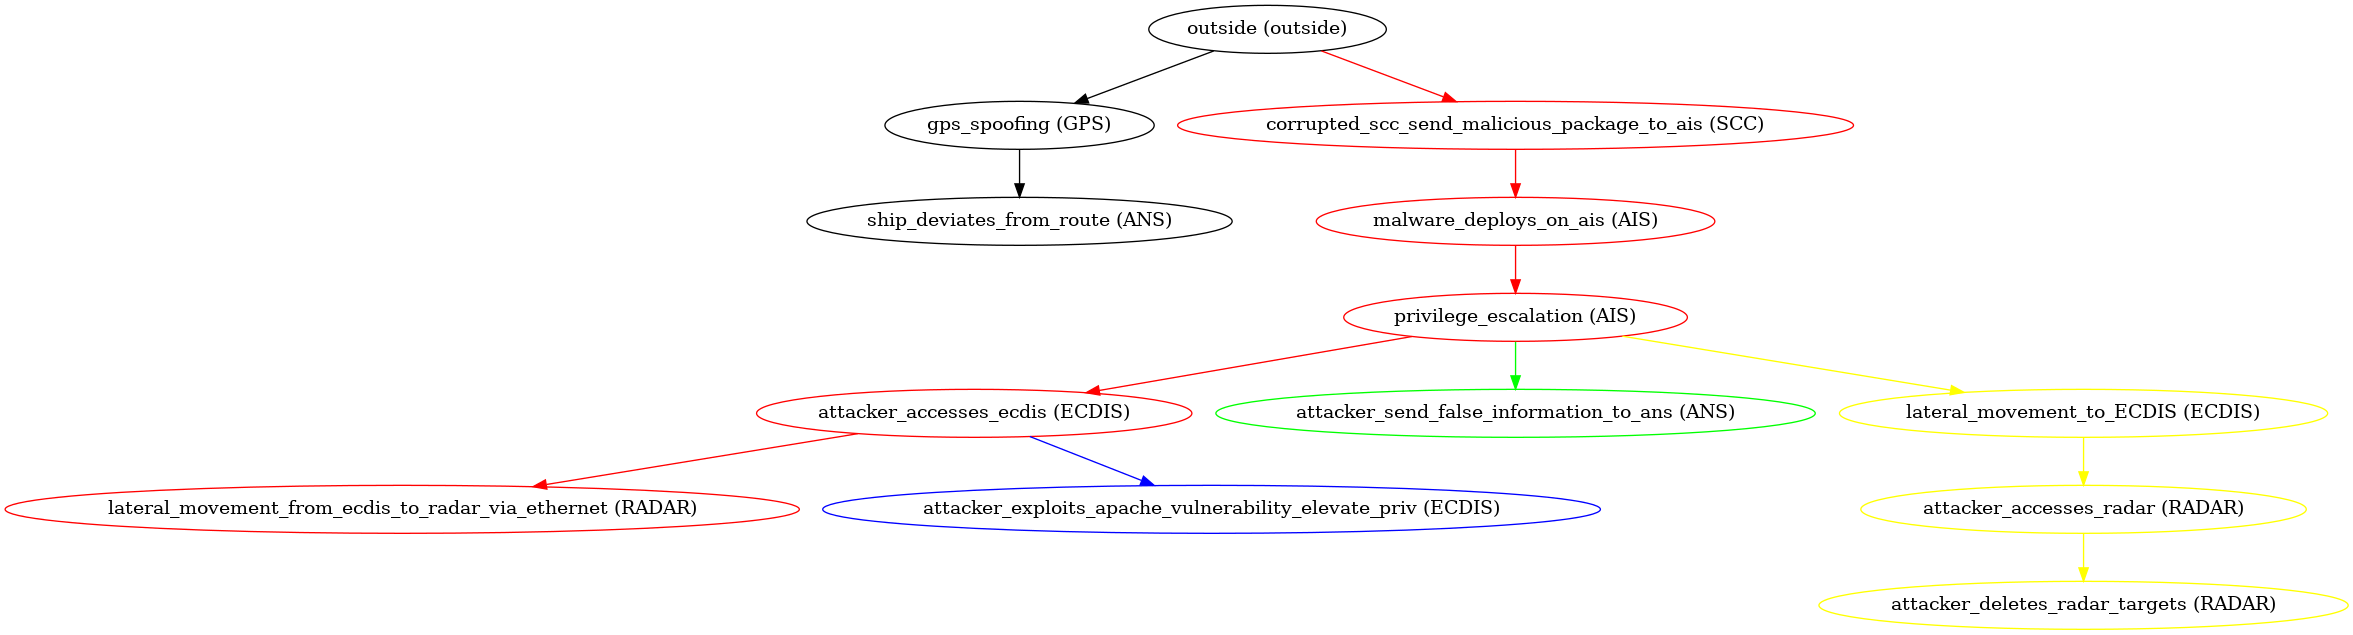 outside (outside)
gps_spoofing (GPS)
corrupted_scc_send_malicious_package_to_ais (SCC)
ship_deviates_from_route (ANS)
malware_deploys_on_ais (AIS)
privilege_escalation (AIS)
attacker_accesses_ecdis (ECDIS)
attacker_send_false_information_to_ans (ANS)
lateral_movement_to_ECDIS (ECDIS)
lateral_movement_from_ecdis_to_radar_via_ethernet (RADAR)
attacker_exploits_apache_vulnerability_elevate_priv (ECDIS)
attacker_accesses_radar (RADAR)
attacker_deletes_radar_targets (RADAR)